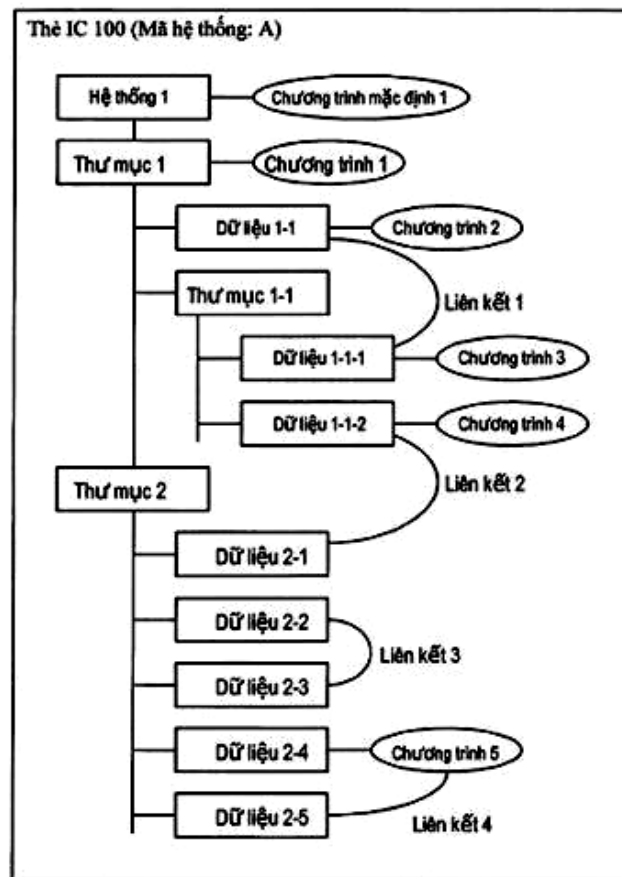 Thẻ IC 100 (Mã hệ thống: A)
Hệ thống 1
Chương trình mặc định 1
Thư mục 1
Chương trình 1
Dữ liệu 1-1
Chương trình 2
Thư mục 1-1
Liên kết 1
Dữ liệu 1-1-1
Chương trình 3
Dữ liệu 1-1-2
Chương trình 4
Thư mục 2
Liên kết 2
Dữ liệu 2-1
Dữ liệu 2-2
Liên kết 3
Dữ liệu 2-3
Dữ liệu 2-4
Chương trình 5
Dữ liệu 2-5
Liên kết 4